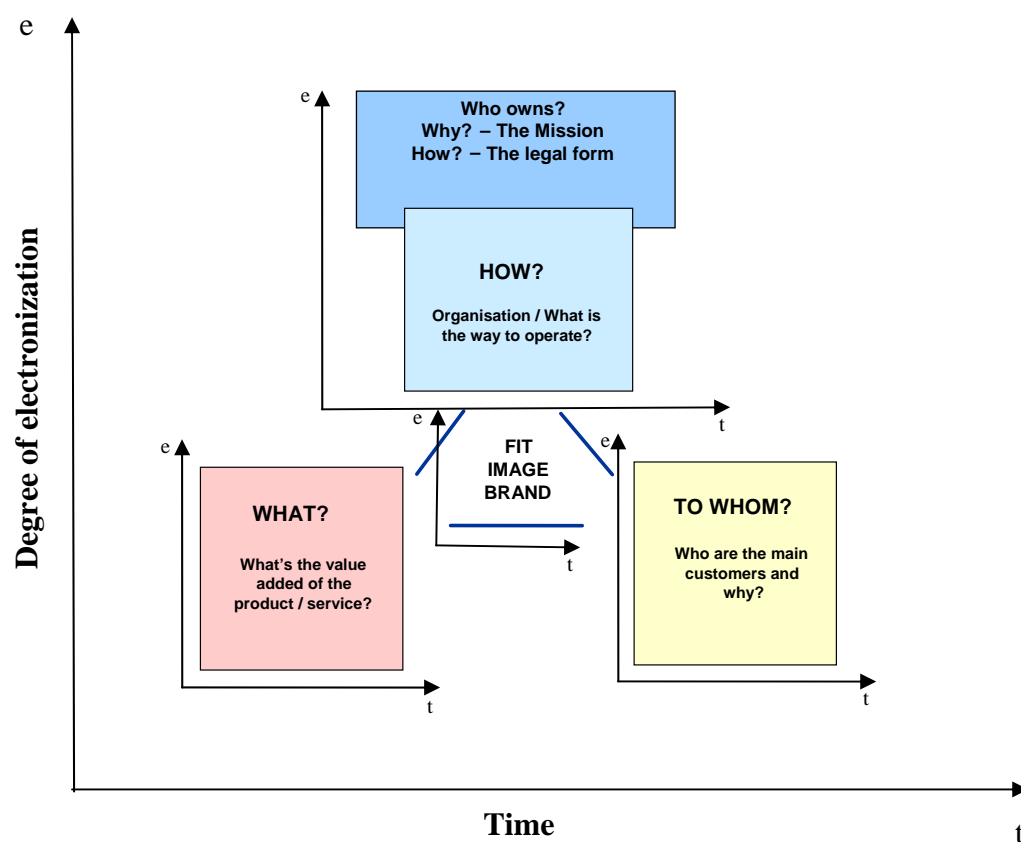 e
e
Who owns?
Why? – The Mission
How? – The legal form
HOW?
Organisation / What is
the way to operate?
t
e
FIT
IMAGE
BRAND
t
e
WHAT?
What's the value
added of the
product / service?
t
e
TO WHOM?
Who are the main
customers and
why?
t
Degree of electronization
Time
t